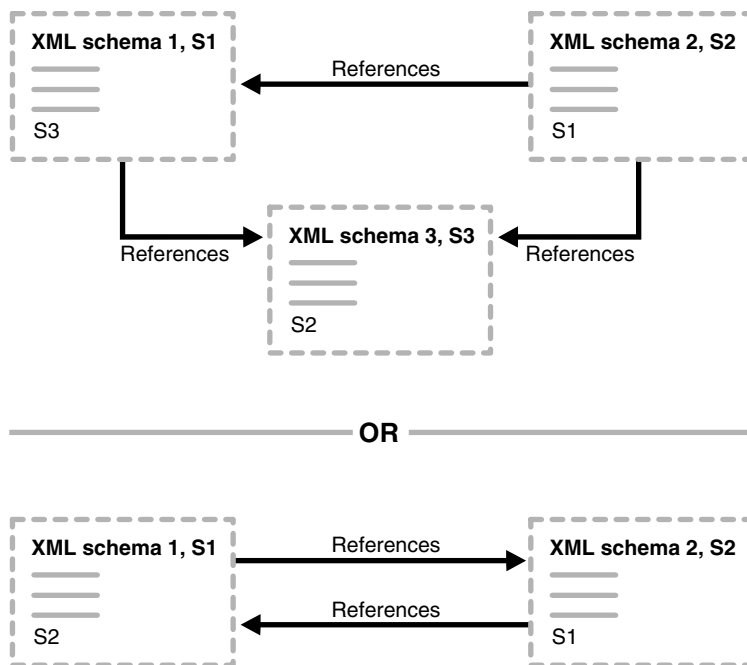 XML schema 1, S1
References
XML schema 2, S2
S3
S1
XML schema 3, S3
References
References
S2
OR
XML schema 1, S1
References
XML schema 2, S2
References
S2
S1